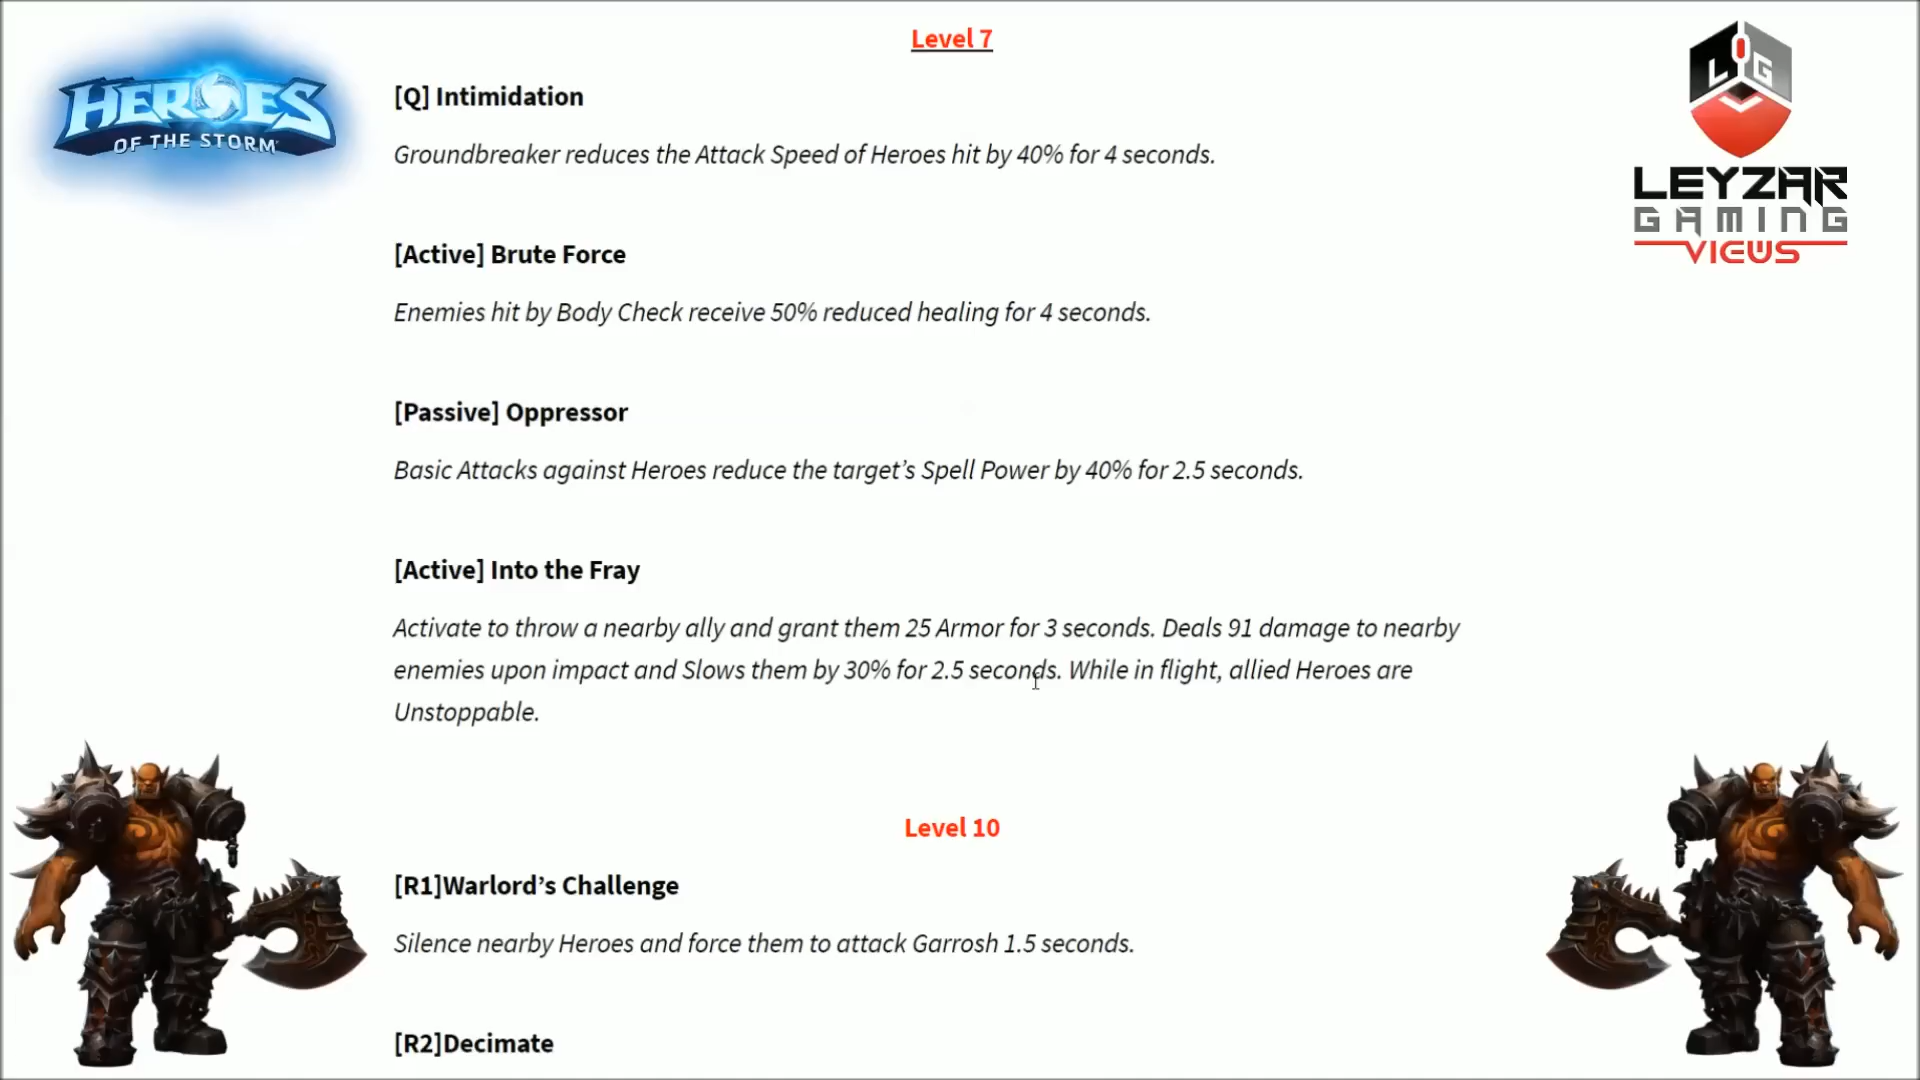 Level 7
HEROES
OF THE STORM
LG
LEYZAR
GAMING
VIEWS
[Q] Intimidation
Groundbreaker reduces the Attack Speed of Heroes hit by 40% for 4 seconds.
[Active] Brute Force
Enemies hit by Body Check receive 50% reduced healing for 4 seconds.
[Passive] Oppressor
Basic Attacks against Heroes reduce the target’s Spell Power by 40% for 2.5 seconds.
[Active] Into the Fray
Activate to throw a nearby ally and grant them 25 Armor for 3 seconds. Deals 91 damage to nearby
enemies upon impact and Slows them by 30% for 2.5 seconds. While in flight, allied Heroes are
Unstoppable.
Level 10
[R1]Warlord’s Challenge
Silence nearby Heroes and force them to attack Garrosh 1.5 seconds.
[R2]Decimate